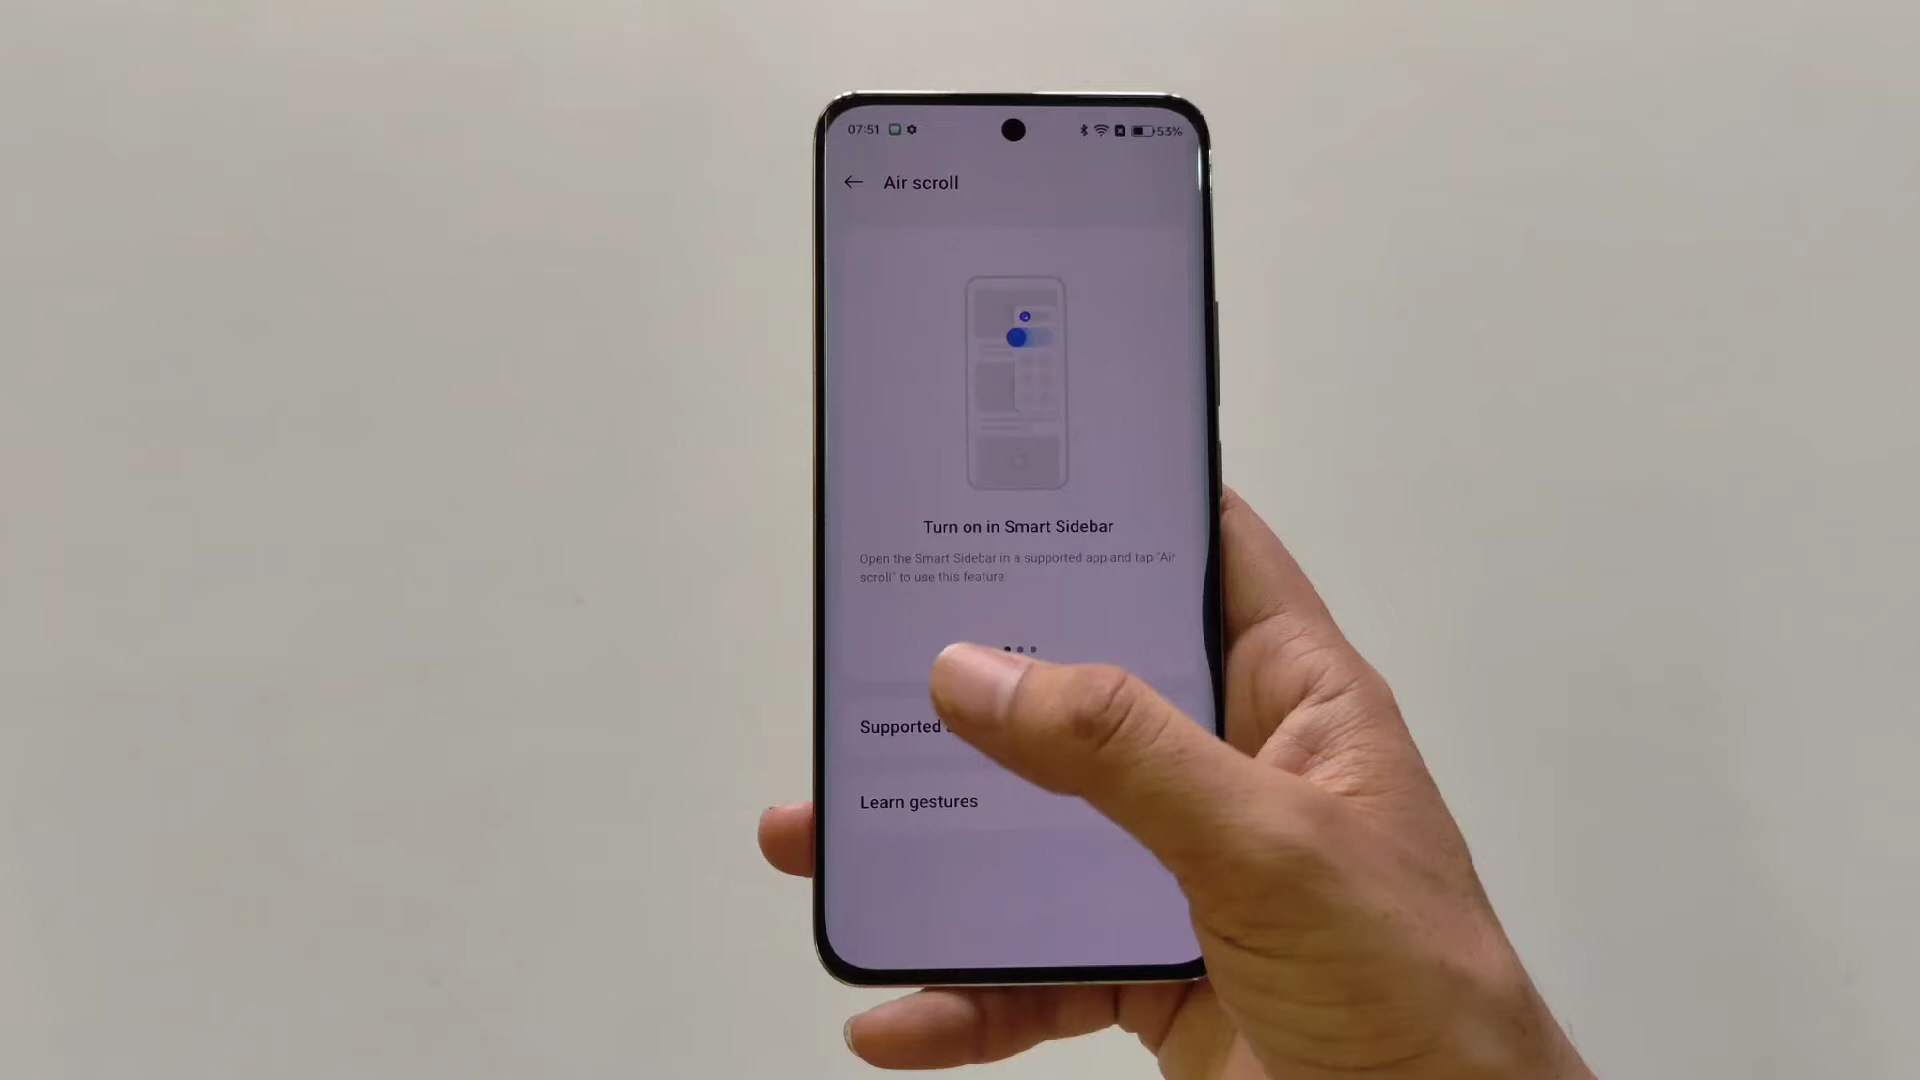 07:51
53%
Air scroll
Turn on in Smart Sidebar
Open the Smart Sidebar in a supported app and tap "Air
scroll" to use this feature.
Supported
Learn gestures